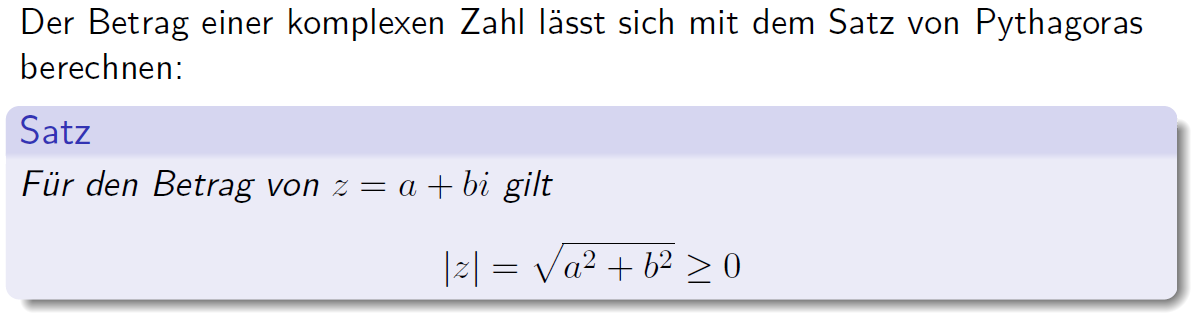 Der Betrag einer komplexen Zahl lässt sich mit dem Satz von Pythagoras
berechnen:
Satz
Für den Betrag von z = a + bi gilt
|z| = √(a² + b²) ≥ 0